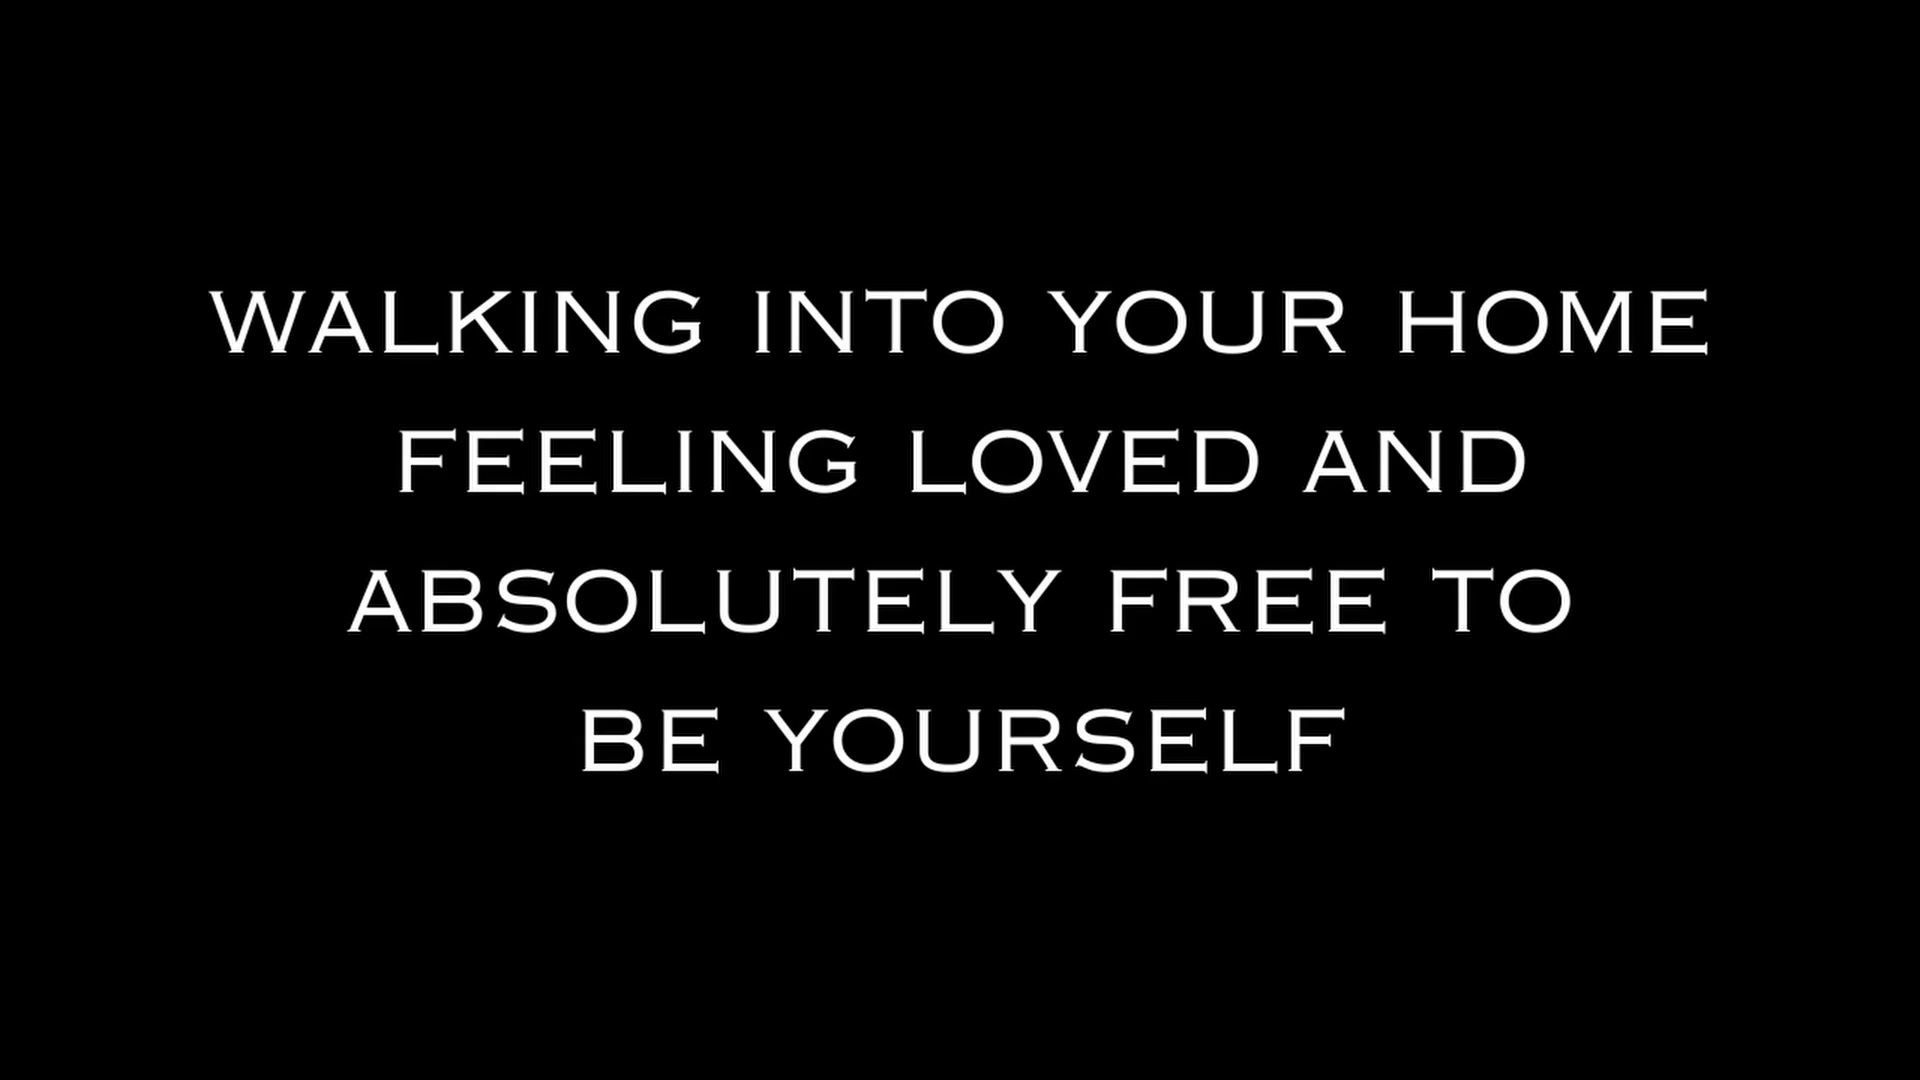 WALKING INTO YOUR HOME
FEELING LOVED AND
ABSOLUTELY FREE TO
BE YOURSELF